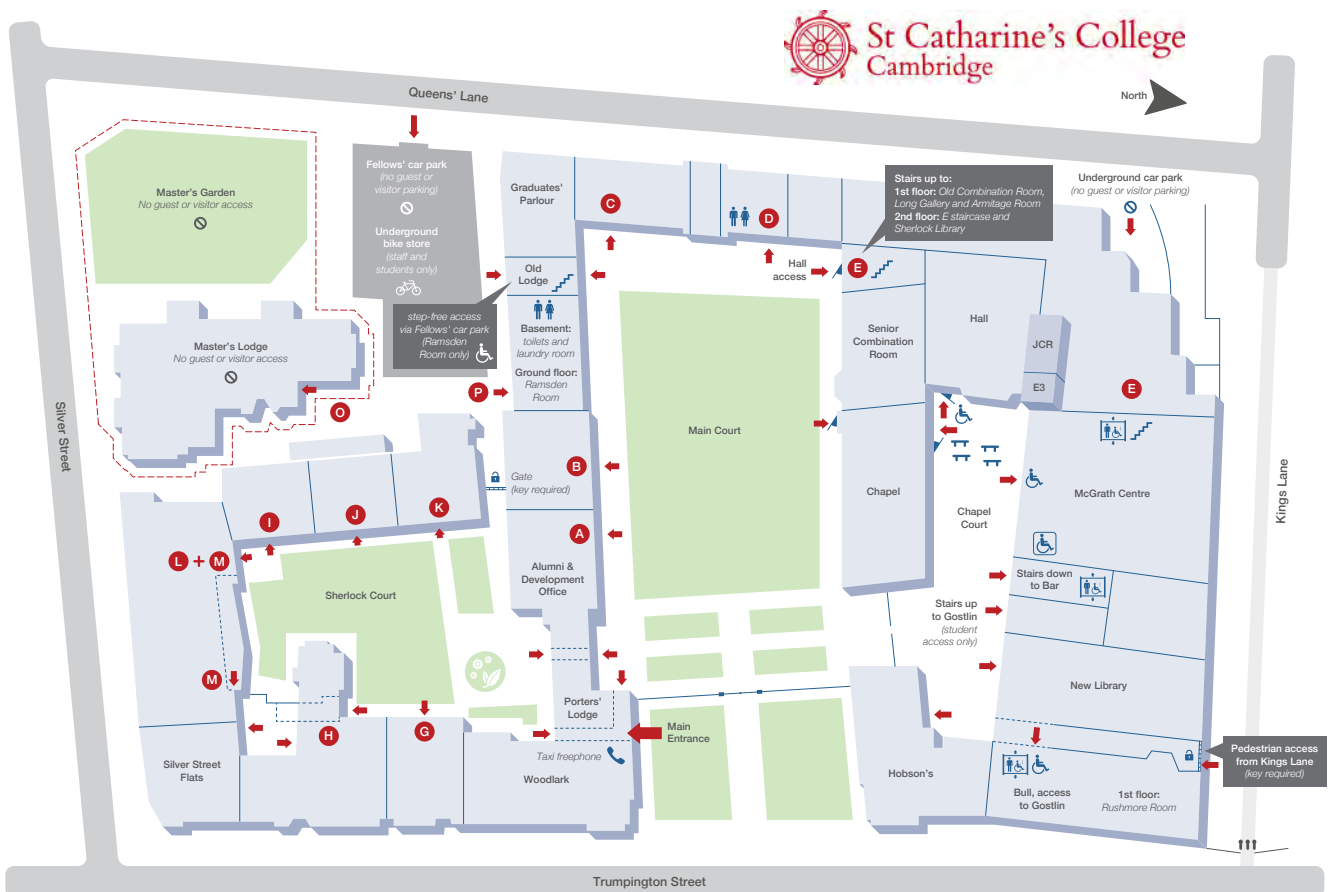 St Catharine's College
Cambridge
North
Queens' Lane
Silver Street
Kings Lane
Trumpington Street
Master's Garden
No guest or visitor access
Fellows' car park
(no guest or
visitor parking)
Underground
bike store
(staff and
students only)
step-free access
via Fellows' car park
(Ramsden
Room only)
Master's Lodge
No guest or visitor access
O
P
Graduates'
Parlour
Old
Lodge
Basement:
toilets and
laundry room
Ground floor:
Ramsden
Room
C
D
Hall
access
E
Stairs up to:
1st floor: Old Combination Room,
Long Gallery and Armitage Room
2nd floor: E staircase and
Sherlock Library
Underground car park
(no guest or visitor parking)
Senior
Combination
Room
Hall
JCR
E3
E
Main Court
Chapel
Chapel
Court
McGrath Centre
Stairs down
to Bar
Stairs up
to Gostlin
(student
access only)
New Library
Gate
(key required)
B
A
Alumni &
Development
Office
I
J
K
L + M
Sherlock Court
M
H
G
Silver Street
Flats
Woodlark
Taxi freephone
Porters'
Lodge
Main
Entrance
Hobson's
Bull, access
to Gostlin
1st floor:
Rushmore Room
Pedestrian access
from Kings Lane
(key required)